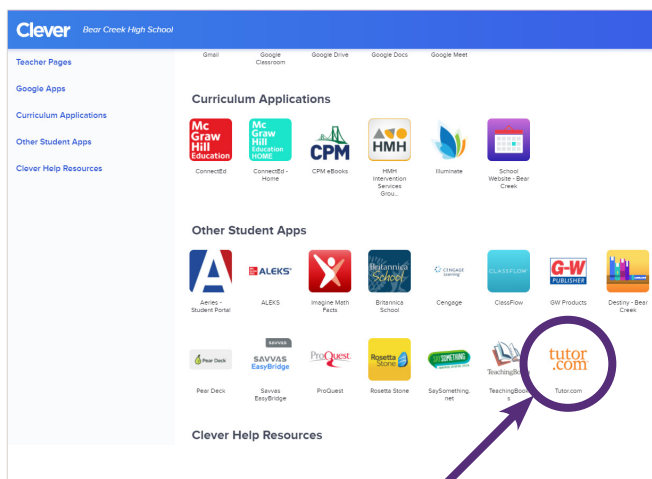 Clever Bear Creek High School
Teacher Pages
Google Apps
Curriculum Applications
Other Student Apps
Clever Help Resources
Gmail
Google
Classroom
Google Drive
Google Docs
Google Meet
Curriculum Applications
Mc
Graw
Hill
Education
ConnectEd
Mc
Graw
Hill
Education
HOME
ConnectEd -
Home
CPM
CPM eBooks
HMH
HMH
Intervention
Services
Grou...
Illuminate
School
Website - Bear
Creek
Other Student Apps
A
Aeries -
Student Portal
ALEKS
ALEKS
Imagine Math
Facts
Britannica
School
Britannica
School
CENGAGE
Learning
Cengage
CLASSFLOW
ClassFlow
G-W
PUBLISHER
GW Products
Destiny - Bear
Creek
Pear Deck
Pear Deck
SAVVAS
SAVVAS
EasyBridge
Savvas
EasyBridge
ProQuest
ProQuest
Rosetta
Stone
Rosetta Stone
SAYSOMETHING
SaySomething.
net
TeachingBook
TeachingBook
s
tutor
.com
Tutor.com
Clever Help Resources